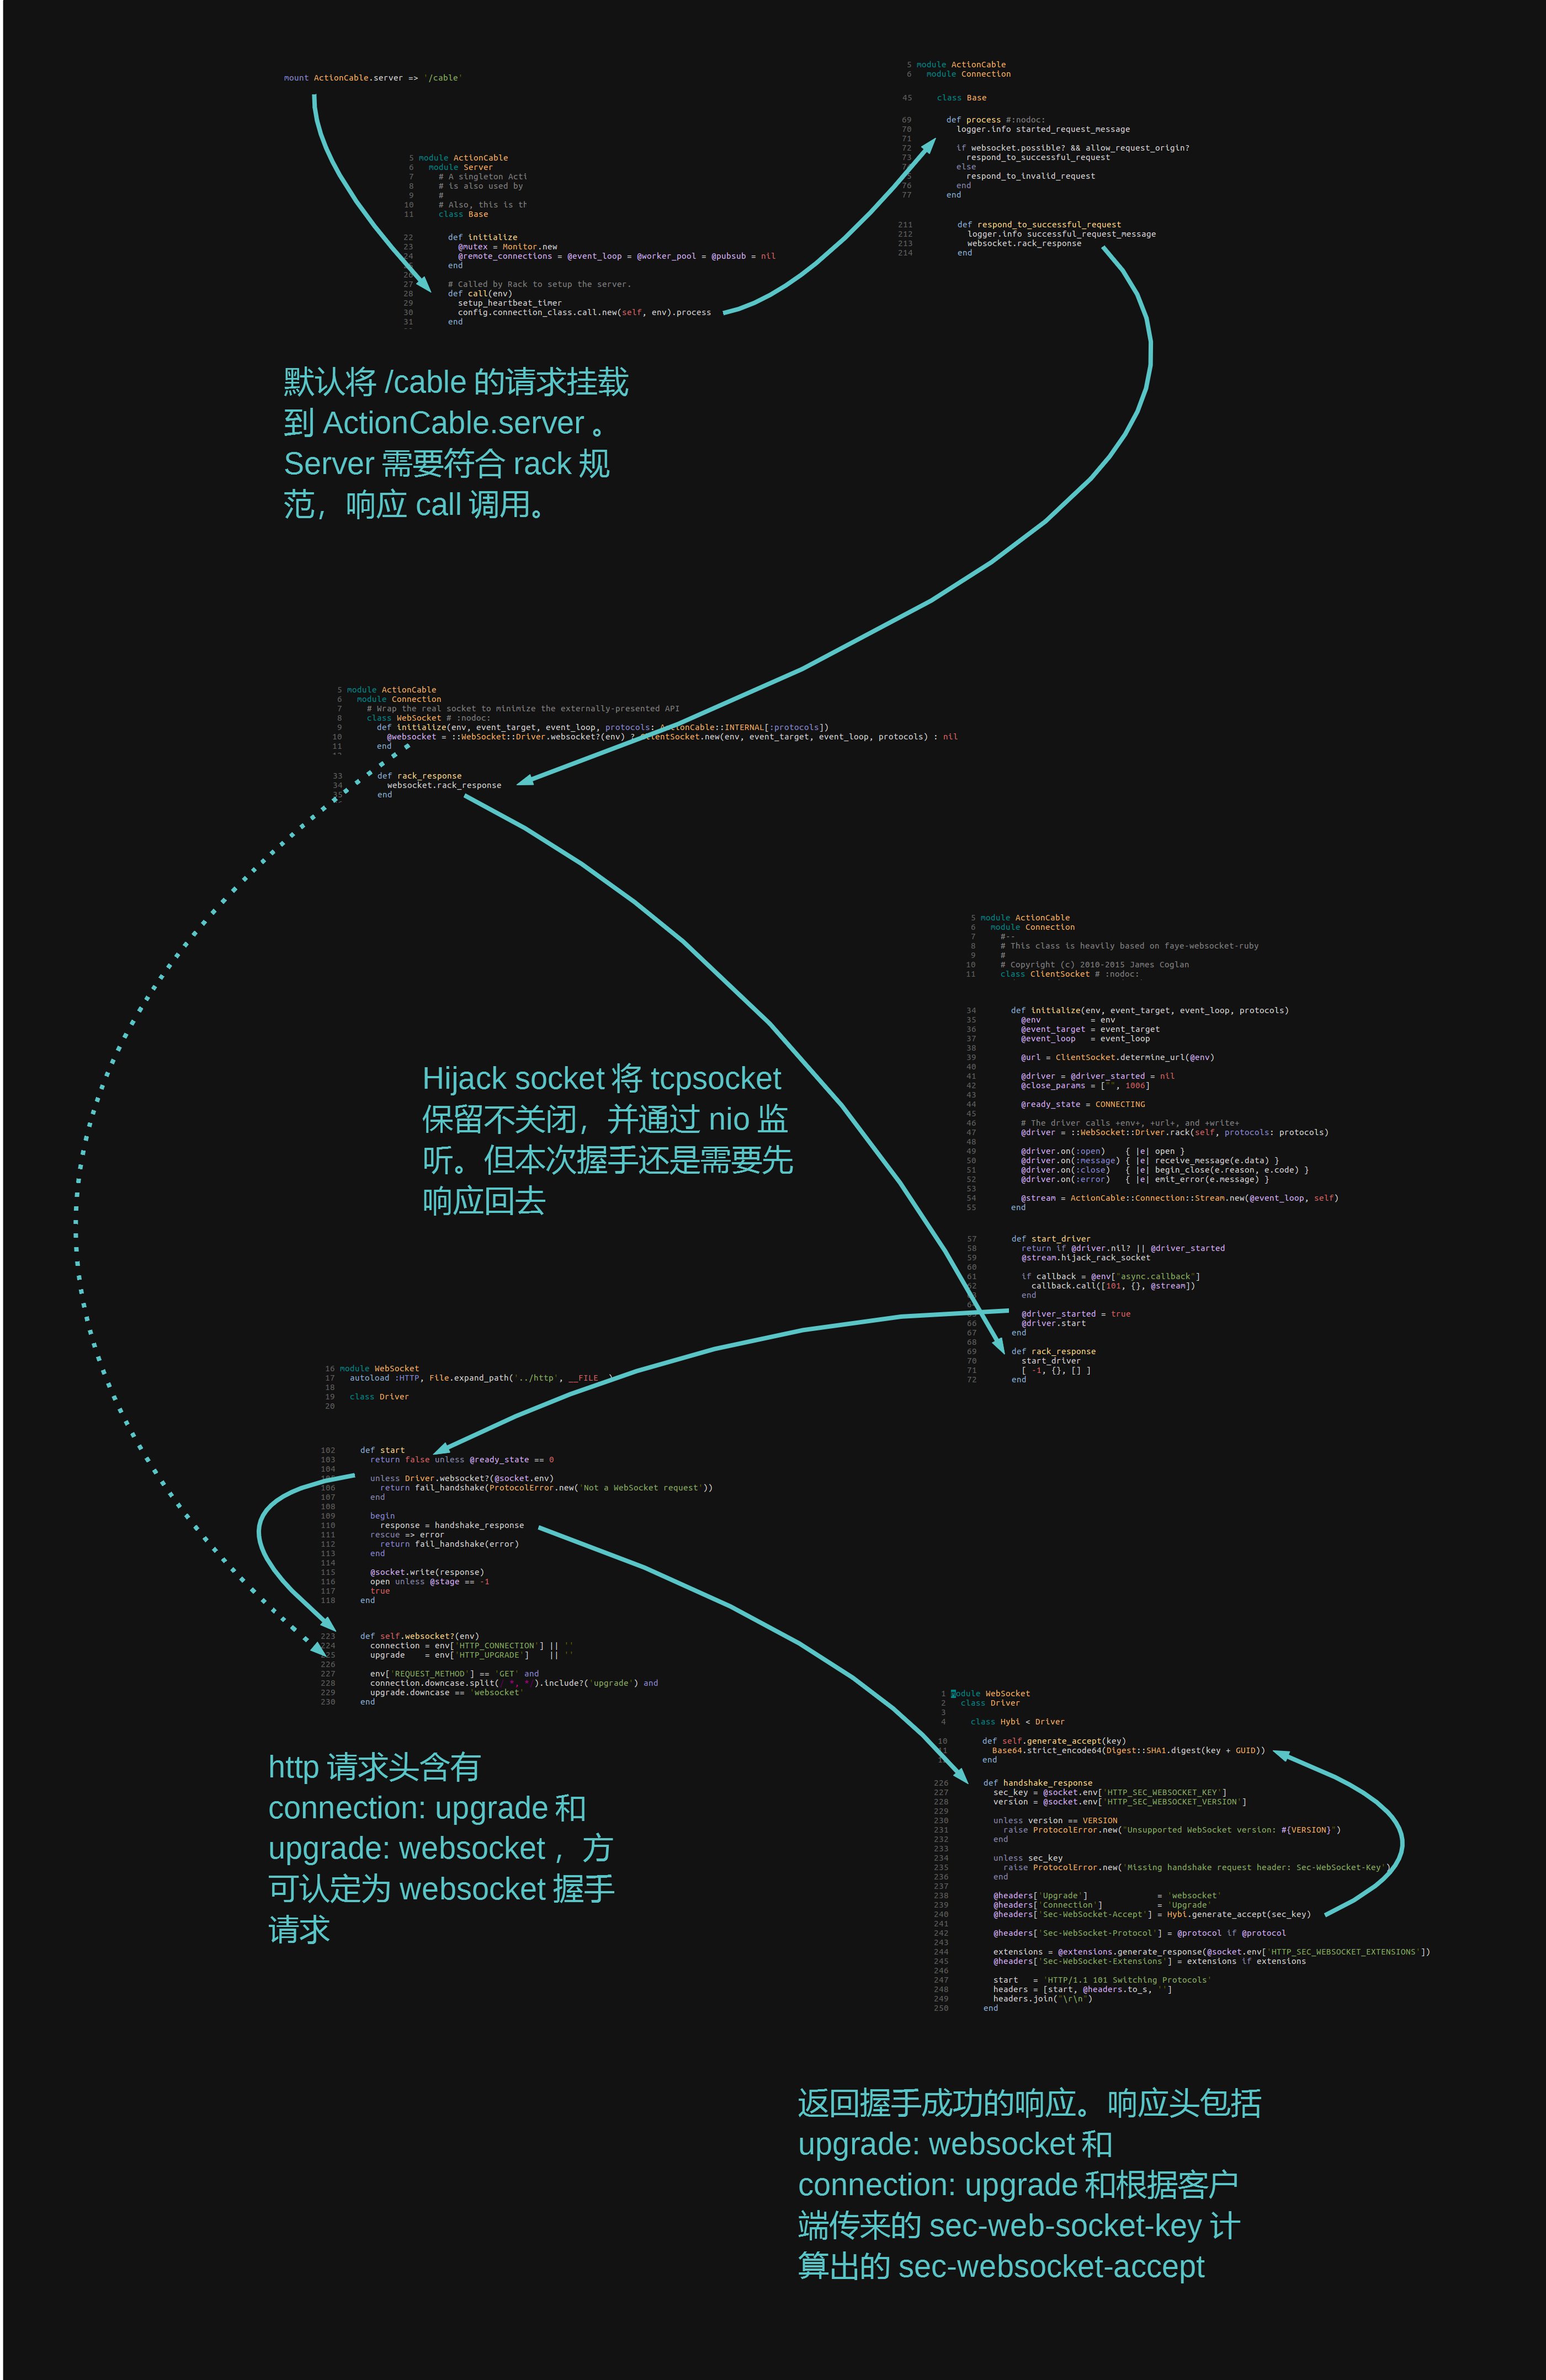 mount ActionCable.server => '/cable'
5 module ActionCable
6 module Server
7 # A singleton Acti
8 # is also used by
9 #
10 # Also, this is th
11 class Base
22 def initialize
23 @mutex = Monitor.new
24 @remote_connections = @event_loop = @worker_pool = @pubsub = nil
end
26
27 # Called by Rack to setup the server.
28 def call(env)
29 setup_heartbeat_timer
30 config.connection_class.call.new(self, env).process
31 end
5 module ActionCable
6 module Connection
45 class Base
69 def process #:nodoc:
70 logger.info started_request_message
71
72 if websocket.possible? && allow_request_origin?
73 respond_to_successful_request
else
respond_to_invalid_request
76 end
77 end
211 def respond_to_successful_request
212 logger.info successful_request_message
213 websocket.rack_response
214 end
默认将 /cable 的请求挂载
到 ActionCable.server 。
Server 需要符合 rack 规
范，响应 call 调用。
5 module ActionCable
6 module Connection
7 # Wrap the real socket to minimize the externally-presented API
8 class WebSocket # :nodoc:
9 def initialize(env, event_target, event_loop, protocols: ActionCable::INTERNAL[:protocols])
10 @websocket = ::WebSocket::Driver.websocket?(env) ? ClientSocket.new(env, event_target, event_loop, protocols) : nil
11 end
33 def rack_response
34 websocket.rack_response
35 end
5 module ActionCable
6 module Connection
7 #--
8 # This class is heavily based on faye-websocket-ruby
9 #
10 # Copyright (c) 2010-2015 James Coglan
11 class ClientSocket # :nodoc:
34 def initialize(env, event_target, event_loop, protocols)
35 @env = env
36 @event_target = event_target
37 @event_loop = event_loop
38
39 @url = ClientSocket.determine_url(@env)
40
41 @driver = @driver_started = nil
42 @close_params = ["", 1006]
43
44 @ready_state = CONNECTING
45
46 # The driver calls +env+, +url+, and +write+
47 @driver = ::WebSocket::Driver.rack(self, protocols: protocols)
48
49 @driver.on(:open) { |e| open }
50 @driver.on(:message) { |e| receive_message(e.data) }
51 @driver.on(:close) { |e| begin_close(e.reason, e.code) }
52 @driver.on(:error) { |e| emit_error(e.message) }
53
54 @stream = ActionCable::Connection::Stream.new(@event_loop, self)
55 end
57 def start_driver
58 return if @driver.nil? || @driver_started
59 @stream.hijack_rack_socket
60
61 if callback = @env["async.callback"]
62 callback.call([101, {}, @stream])
end
@driver_started = true
66 @driver.start
67 end
68
69 def rack_response
70 start_driver
71 [ -1, {}, [] ]
72 end
Hijack socket 将 tcpsocket
保留不关闭，并通过 nio 监
听。但本次握手还是需要先
响应回去
16 module WebSocket
17 autoload :HTTP, File.expand_path('../http', __FILE__)
18
19 class Driver
20
102 def start
103 return false unless @ready_state == 0
104
unless Driver.websocket?(@socket.env)
106 return fail_handshake(ProtocolError.new('Not a WebSocket request'))
107 end
108
109 begin
110 response = handshake_response
111 rescue => error
112 return fail_handshake(error)
113 end
114
115 @socket.write(response)
116 open unless @stage == -1
117 true
118 end
223 def self.websocket?(env)
224 connection = env['HTTP_CONNECTION'] || ''
225 upgrade = env['HTTP_UPGRADE'] || ''
226
227 env['REQUEST_METHOD'] == 'GET' and
228 connection.downcase.split(/ *, */).include?('upgrade') and
229 upgrade.downcase == 'websocket'
230 end
http 请求头含有
connection: upgrade 和
upgrade: websocket ，方
可认定为 websocket 握手
请求
1 module WebSocket
2 class Driver
3
4 class Hybi < Driver
10 def self.generate_accept(key)
11 Base64.strict_encode64(Digest::SHA1.digest(key + GUID))
end
226 def handshake_response
227 sec_key = @socket.env['HTTP_SEC_WEBSOCKET_KEY']
228 version = @socket.env['HTTP_SEC_WEBSOCKET_VERSION']
229
230 unless version == VERSION
231 raise ProtocolError.new("Unsupported WebSocket version: #{VERSION}")
232 end
233
234 unless sec_key
235 raise ProtocolError.new('Missing handshake request header: Sec-WebSocket-Key')
236 end
237
238 @headers['Upgrade'] = 'websocket'
239 @headers['Connection'] = 'Upgrade'
240 @headers['Sec-WebSocket-Accept'] = Hybi.generate_accept(sec_key)
241
242 @headers['Sec-WebSocket-Protocol'] = @protocol if @protocol
243
244 extensions = @extensions.generate_response(@socket.env['HTTP_SEC_WEBSOCKET_EXTENSIONS'])
245 @headers['Sec-WebSocket-Extensions'] = extensions if extensions
246
247 start = 'HTTP/1.1 101 Switching Protocols'
248 headers = [start, @headers.to_s, '']
249 headers.join("\r\n")
250 end
返回握手成功的响应。响应头包括
upgrade: websocket 和
connection: upgrade 和根据客户
端传来的 sec-web-socket-key 计
算出的 sec-websocket-accept